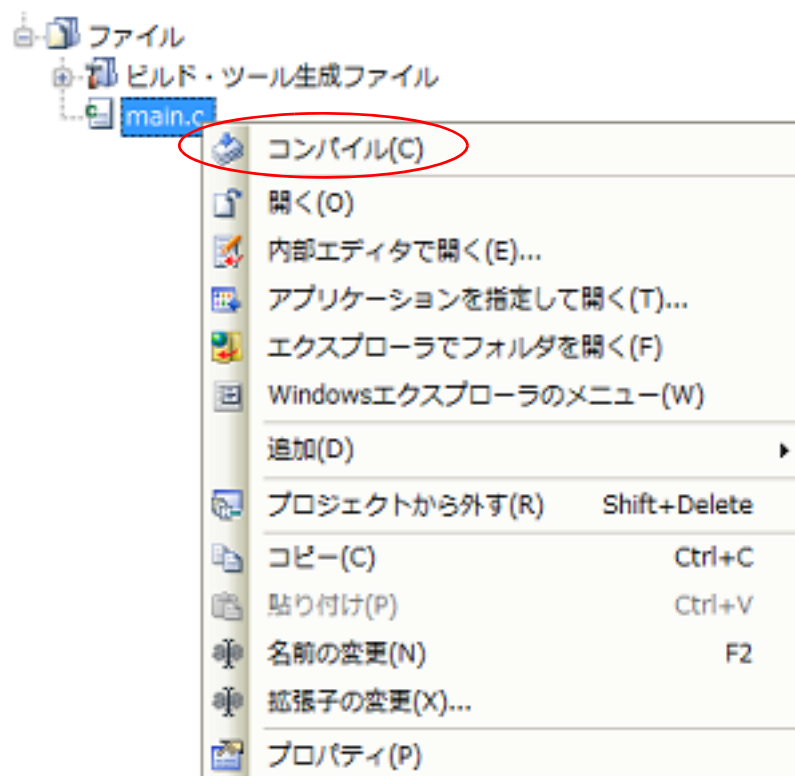 ファイル
ビルド・ツール生成ファイル
main.c
コンパイル(C)
開く(O)
内部エディタで開く(E)...
アプリケーションを指定して開く(T)...
エクスプローラでフォルダを開く(F)
Windowsエクスプローラのメニュー(W)
追加(D)
プロジェクトから外す(R) Shift+Delete
コピー(C) Ctrl+C
貼り付け(P) Ctrl+V
名前の変更(N) F2
拡張子の変更(X)...
プロパティ(P)